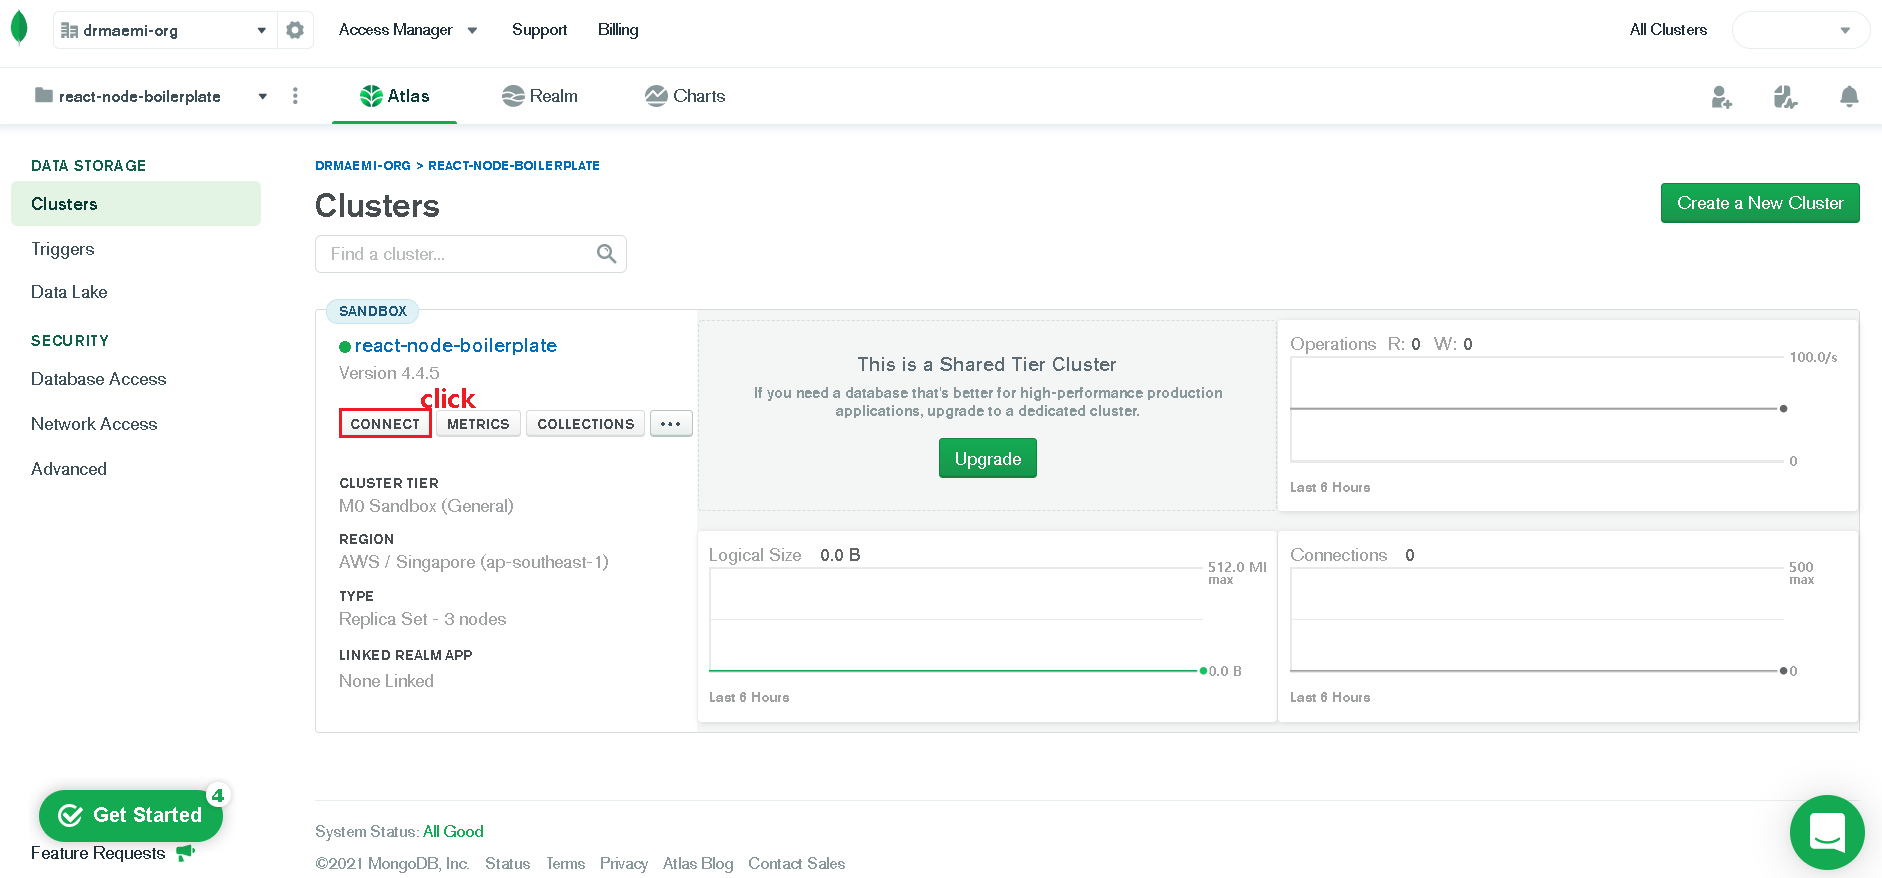 drmaemi-org
Access Manager
Support
Billing
All Clusters
react-node-boilerplate
Atlas
Realm
Charts
DATA STORAGE
Clusters
Triggers
Data Lake
SECURITY
Database Access
Network Access
Advanced
DRMAEMI-ORG > REACT-NODE-BOILERPLATE
Clusters
Create a New Cluster
Find a cluster...
SANDBOX
react-node-boilerplate
Version 4.4.5
click
CONNECT
METRICS
COLLECTIONS
...
CLUSTER TIER
M0 Sandbox (General)
REGION
AWS / Singapore (ap-southeast-1)
TYPE
Replica Set - 3 nodes
LINKED REALM APP
None Linked
This is a Shared Tier Cluster
If you need a database that's better for high-performance production
applications, upgrade to a dedicated cluster.
Upgrade
Operations R: 0 W: 0
100.0/s
0
Last 6 Hours
Logical Size 0.0 B
512.0 MI
max
0.0 B
Last 6 Hours
Connections 0
500
max
0
Last 6 Hours
4
Get Started
Feature Requests
System Status: All Good
©2021 MongoDB, Inc. Status Terms Privacy Atlas Blog Contact Sales